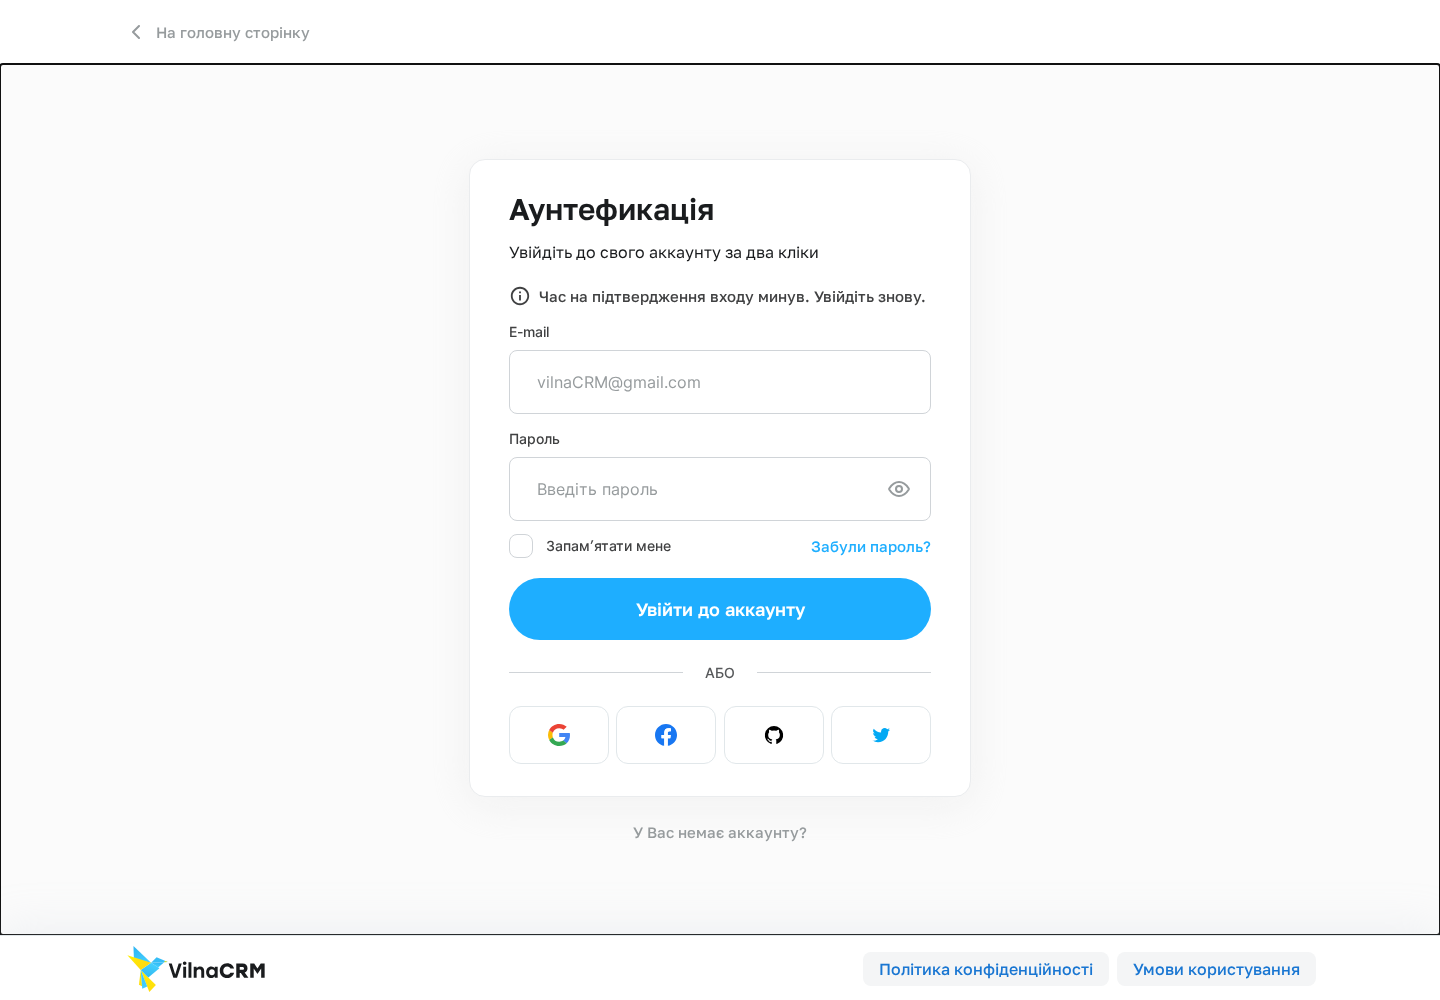 На головну сторінку
Аунтефикація
Увійдіть до свого аккаунту за два кліки
Час на підтвердження входу минув. Увійдіть знову.
E-mail
vilnaCRM@gmail.com
Пароль
Введіть пароль
Запам’ятати мене
Забули пароль?
Увійти до аккаунту
АБО
У Вас немає аккаунту?
VilnaCRM
Політика конфіденційності
Умови користування